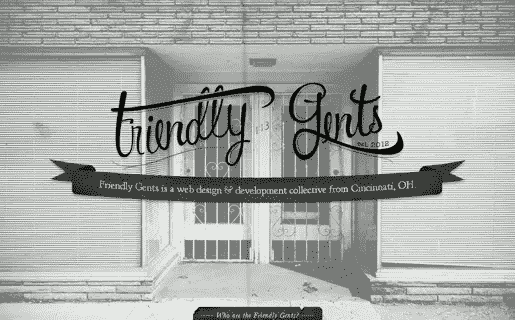 friendly Gents
est. 2012
113
Friendly Gents is a web design & development collective from Cincinnati, OH.
Who are the Friendly Gents?